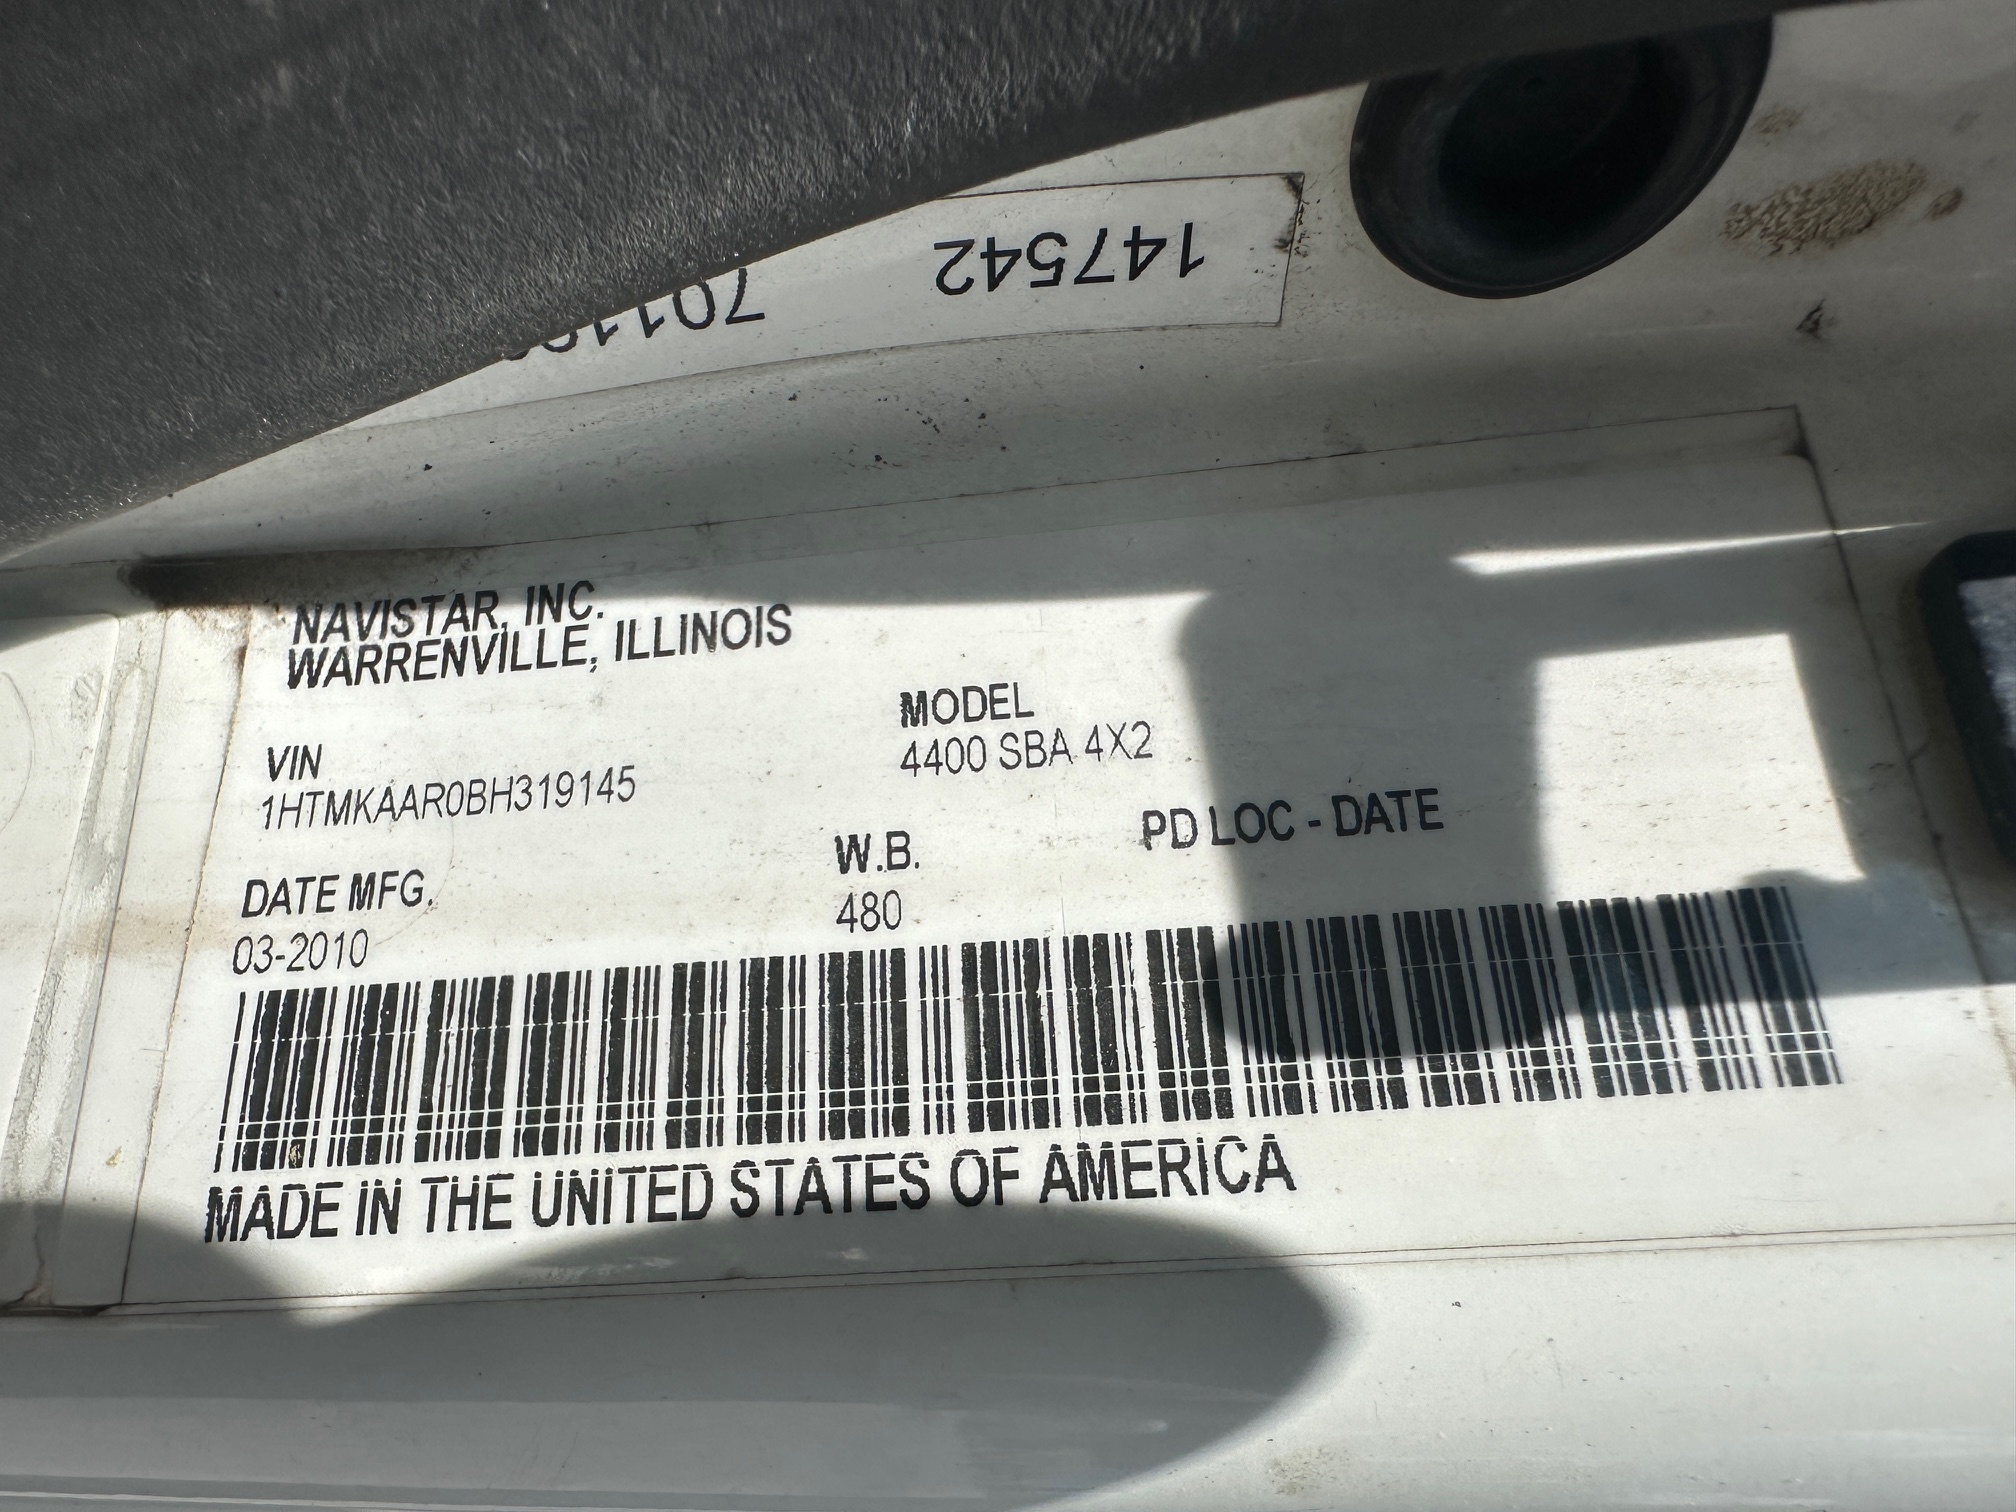 147542
NAVISTAR, INC.
WARRENVILLE, ILLINOIS
VIN
1HTMKAAR0BH319145
MODEL
4400 SBA 4X2
DATE MFG.
03-2010
W.B.
480
PD LOC - DATE
MADE IN THE UNITED STATES OF AMERICA